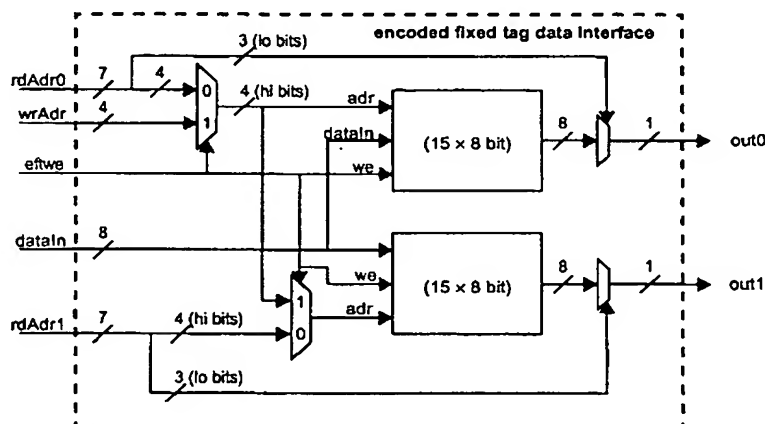 encoded fixed tag data interface
3 (lo bits)
rdAdr0
7
4
0
4 (hi bits)
adr
wrAdr
4
1
dataIn
(15 × 8 bit)
8
1
out0
eftwe
we
dataIn
8
we
(15 × 8 bit)
8
1
out1
1
adr
rdAdr1
7
4 (hi bits)
0
3 (lo bits)